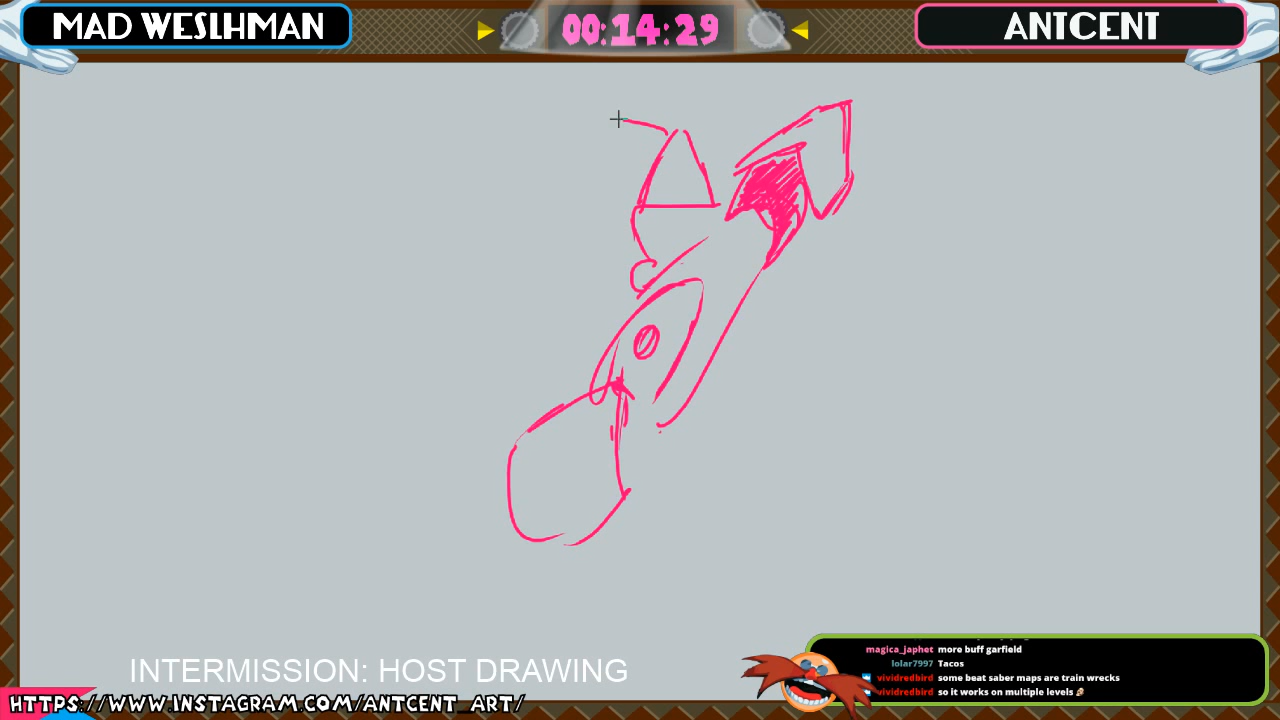 MAD WESLHMAN
00:14:29
ANTCENT
magica_japhet more buff garfield
lolar7997 Tacos
vividredbird some beat saber maps are train wrecks
vividredbird so it works on multiple levels
INTERMISSION: HOST DRAWING
HTTPS://WWW.INSTAGRAM.COM/ANTCENT_ART/